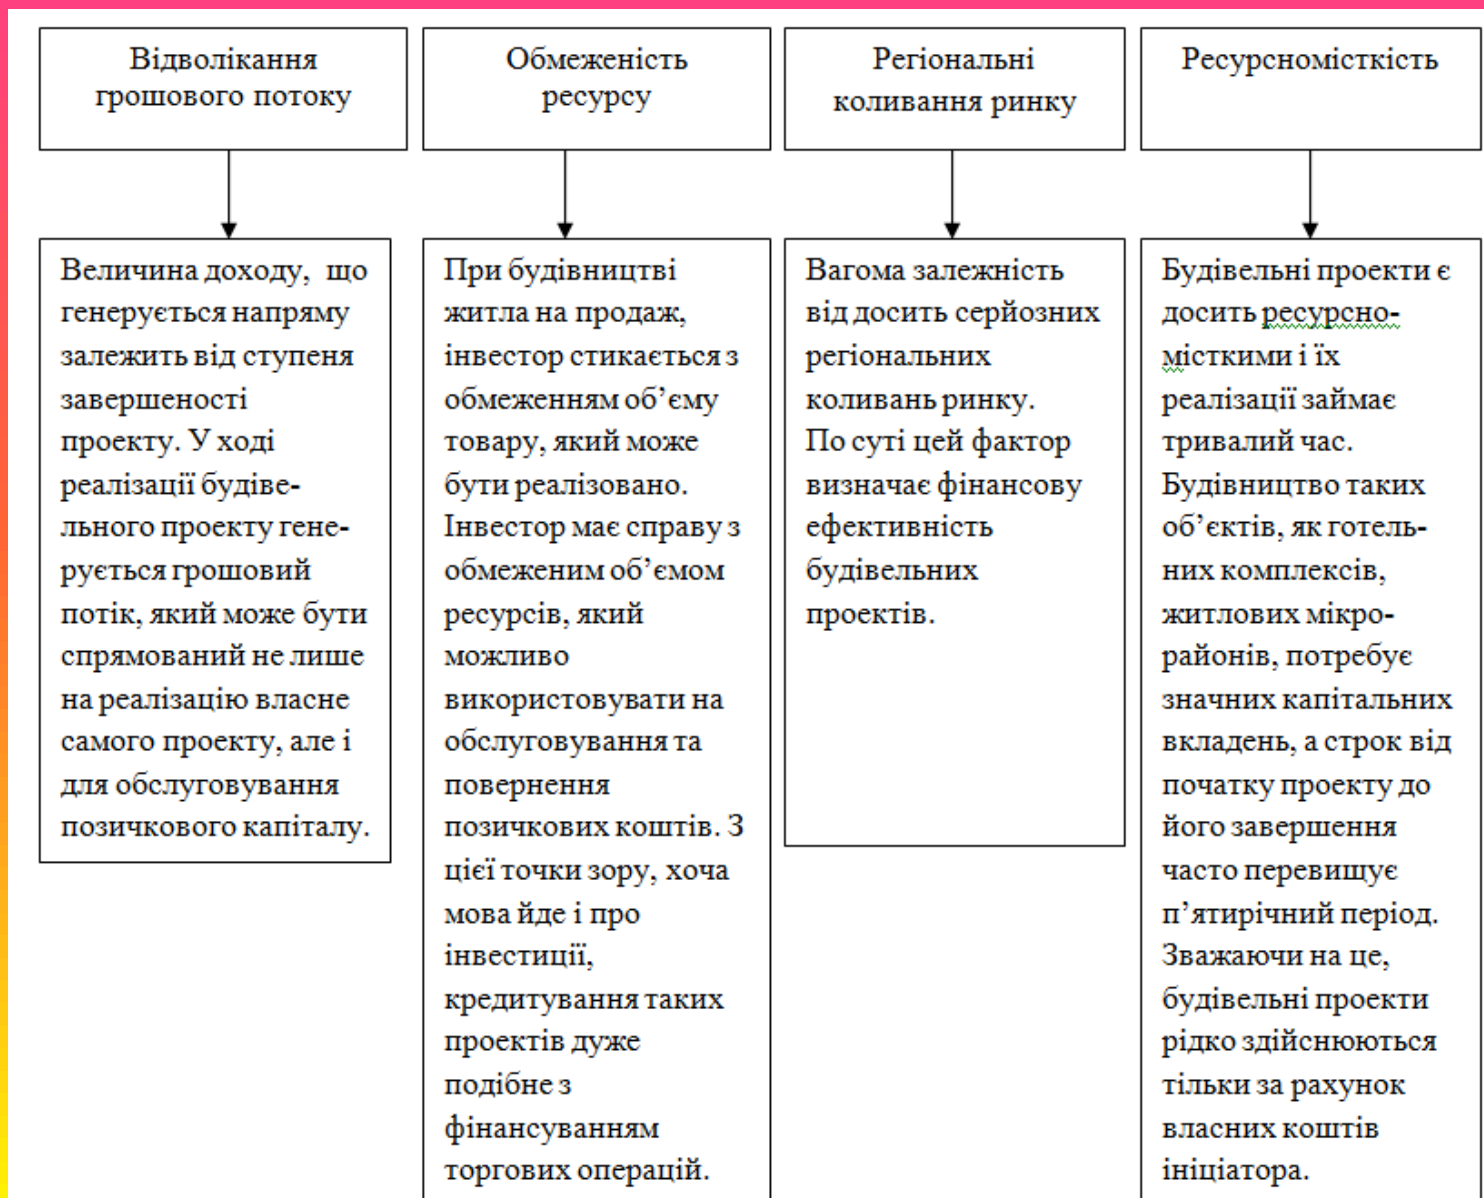 Відволікання
грошового потоку
Обмеженість
ресурсу
Регіональні
коливання ринку
Ресурсномісткість
Величина доходу, що
генерується напряму
залежить від ступеня
завершеності
проекту. У ході
реалізації будіве-
льного проекту гене-
рується грошовий
потік, який може бути
спрямований не лише
на реалізацію власне
самого проекту, але і
для обслуговування
позичкового капіталу.
При будівництві
житла на продаж,
інвестор стикається з
обмеженням об’єму
товару, який може
бути реалізовано.
Інвестор має справу з
обмеженим об’ємом
ресурсів, який
можливо
використовувати на
обслуговування та
повернення
позичкових коштів. З
цієї точки зору, хоча
мова йде і про
інвестиції,
кредитування таких
проектів дуже
подібне з
фінансуванням
торгових операцій.
Вагома залежність
від досить серйозних
регіональних
коливань ринку.
По суті цей фактор
визначає фінансову
ефективність
будівельних
проектів.
Будівельні проекти є
досить ресурсно-
місткими і їх
реалізації займає
тривалий час.
Будівництво таких
об’єктів, як готель-
них комплексів,
житлових мікро-
районів, потребує
значних капітальних
вкладень, а строк від
початку проекту до
його завершення
часто перевищує
п’ятирічний період.
Зважаючи на це,
будівельні проекти
рідко здійснюються
тільки за рахунок
власних коштів
ініціатора.